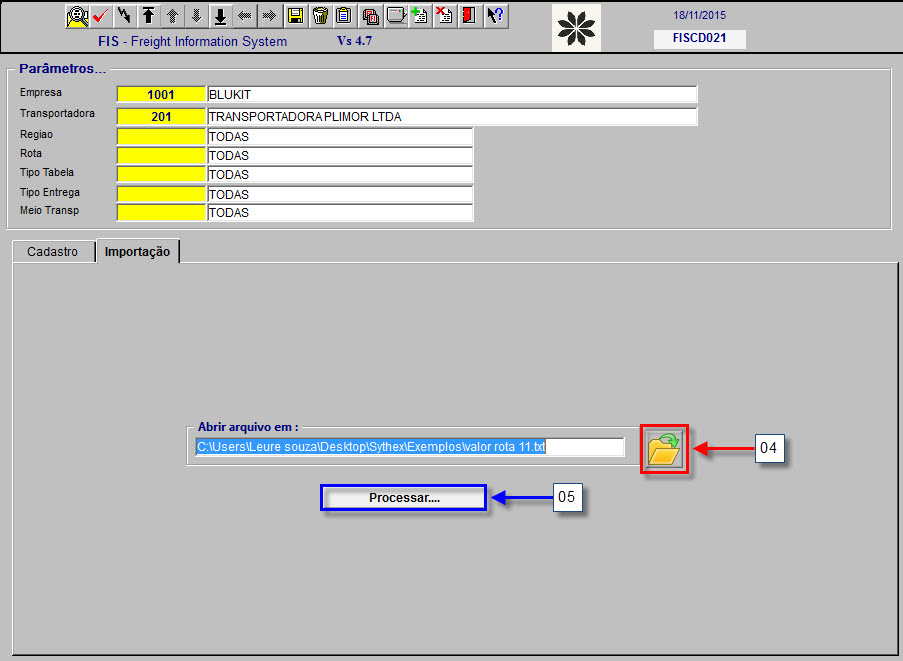 18/11/2015
FIS - Freight Information System Vs 4.7 FISCD021
Parâmetros...
Empresa 1001 BLUKIT
Transportadora 201 TRANSPORTADORA PLIMOR LTDA
Regiao TODAS
Rota TODAS
Tipo Tabela TODAS
Tipo Entrega TODAS
Meio Transp TODAS
Cadastro Importação
Abrir arquivo em :
C:\Users\Leure souza\Desktop\Sythex\Exemplos\valor rota 11.txt
04
Processar.... 05